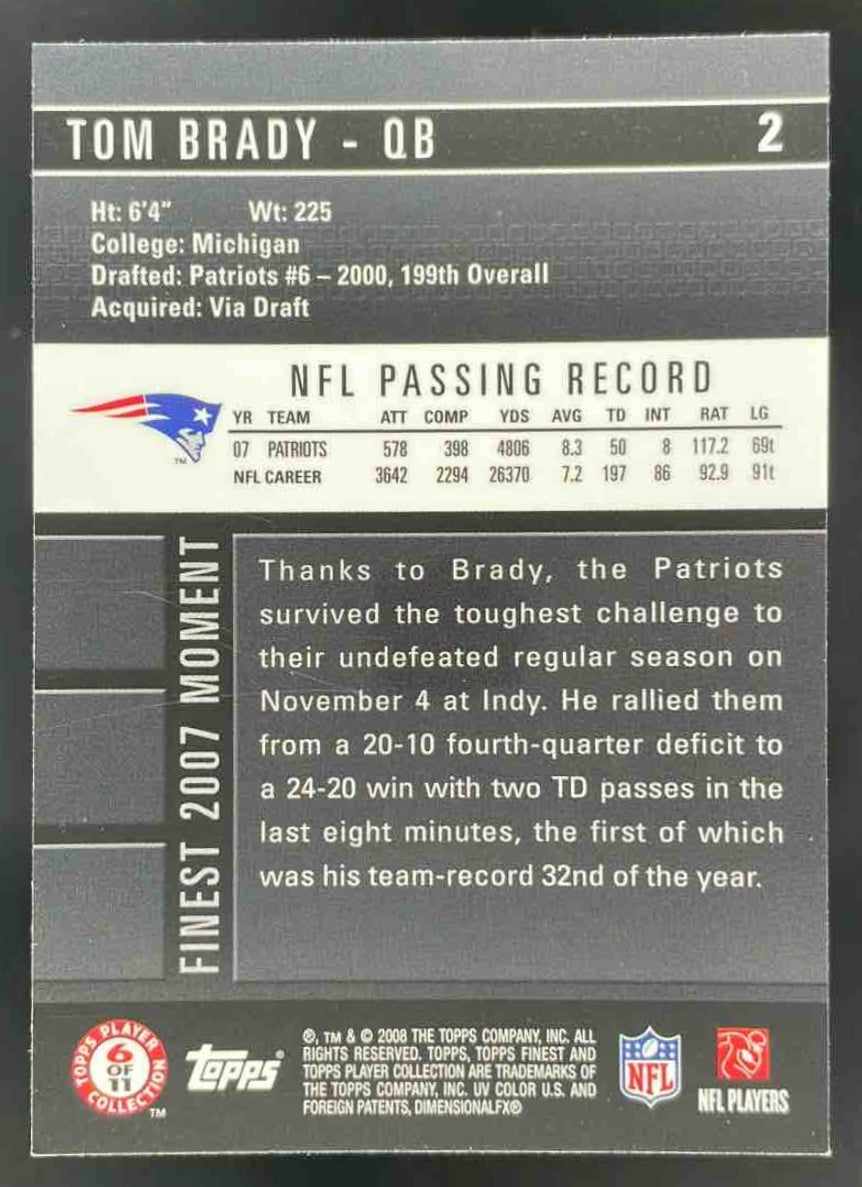 TOM BRADY - QB 2
Ht: 6'4" Wt: 225
College: Michigan
Drafted: Patriots #6 – 2000, 199th Overall
Acquired: Via Draft
NFL PASSING RECORD
YR TEAM ATT COMP YDS AVG TD INT RAT LG
07 PATRIOTS 578 398 4806 8.3 50 8 117.2 69t
NFL CAREER 3642 2294 26370 7.2 197 86 92.9 91t
TM
FINEST 2007 MOMENT
Thanks to Brady, the Patriots
survived the toughest challenge to
their undefeated regular season on
November 4 at Indy. He rallied them
from a 20-10 fourth-quarter deficit to
a 24-20 win with two TD passes in the
last eight minutes, the first of which
was his team-record 32nd of the year.
TOPPS PLAYER COLLECTION
6
OF
11
TM
Topps®
®, TM & © 2008 THE TOPPS COMPANY, INC. ALL
RIGHTS RESERVED. TOPPS, TOPPS FINEST AND
TOPPS PLAYER COLLECTION ARE TRADEMARKS OF
THE TOPPS COMPANY, INC. UV COLOR U.S. AND
FOREIGN PATENTS, DIMENSIONALFX®
NFL
NFL PLAYERS